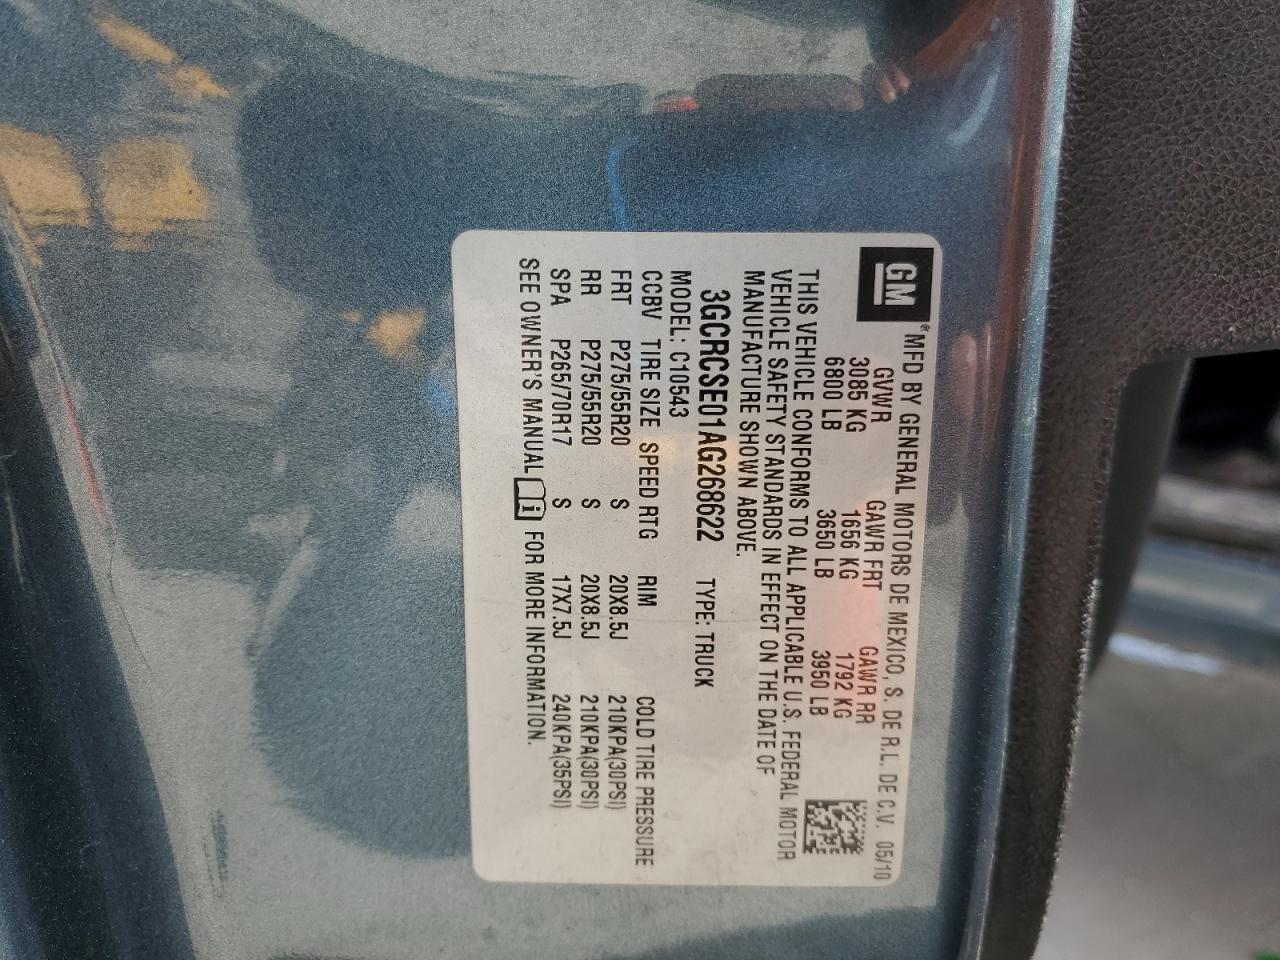 GM ® MFD BY GENERAL MOTORS DE MEXICO, S. DE R.L. DE C.V. 05/10
GVWR GAWR FRT GAWR RR
3085 KG 1656 KG 1792 KG
6800 LB 3650 LB 3950 LB
THIS VEHICLE CONFORMS TO ALL APPLICABLE U.S. FEDERAL MOTOR
VEHICLE SAFETY STANDARDS IN EFFECT ON THE DATE OF
MANUFACTURE SHOWN ABOVE.
3GCRCSE01AG268622 TYPE: TRUCK
MODEL: C10543
CCBV TIRE SIZE SPEED RTG RIM COLD TIRE PRESSURE
FRT P275/55R20 S 20X8.5J 210KPA(30PSI)
RR P275/55R20 S 20X8.5J 210KPA(30PSI)
SPA P265/70R17 S 17X7.5J 240KPA(35PSI)
SEE OWNER'S MANUAL i FOR MORE INFORMATION.